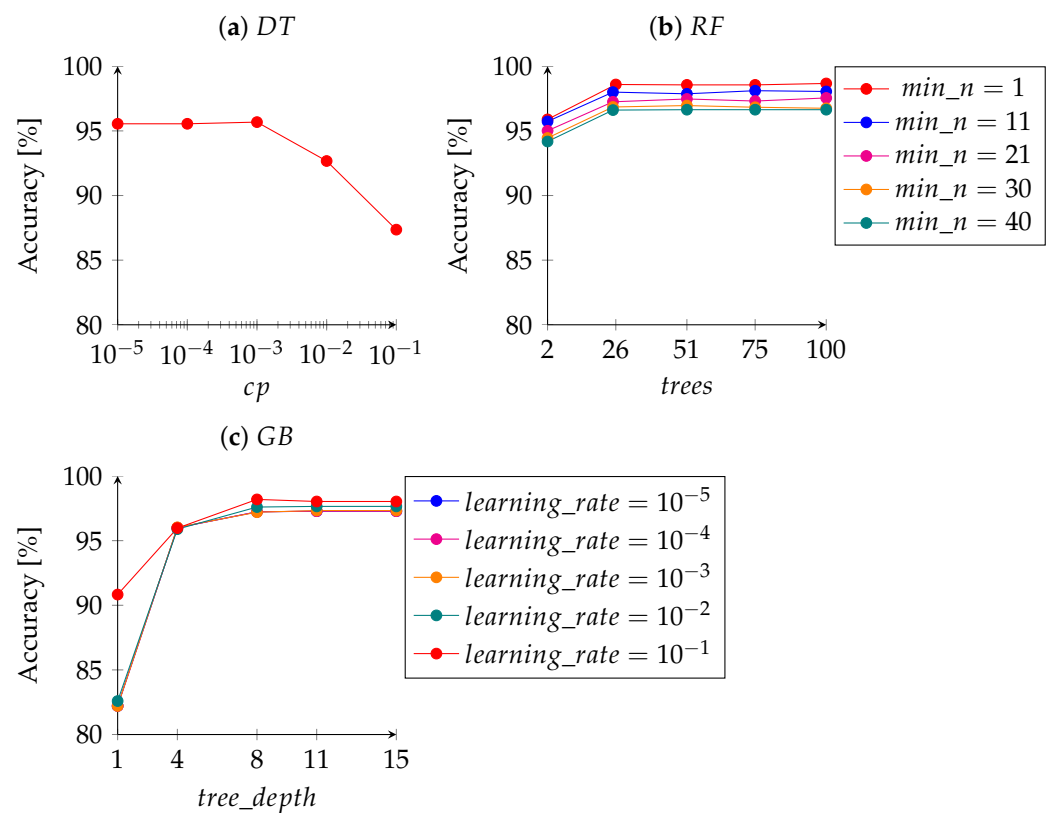 (a) DT
100
95
90
85
80
Accuracy [%]
10⁻⁵ 10⁻⁴ 10⁻³ 10⁻² 10⁻¹
cp
(b) RF
100
95
90
85
80
Accuracy [%]
2 26 51 75 100
trees
min_n = 1
min_n = 11
min_n = 21
min_n = 30
min_n = 40
(c) GB
100
95
90
85
80
Accuracy [%]
1 4 8 11 15
tree_depth
learning_rate = 10⁻⁵
learning_rate = 10⁻⁴
learning_rate = 10⁻³
learning_rate = 10⁻²
learning_rate = 10⁻¹